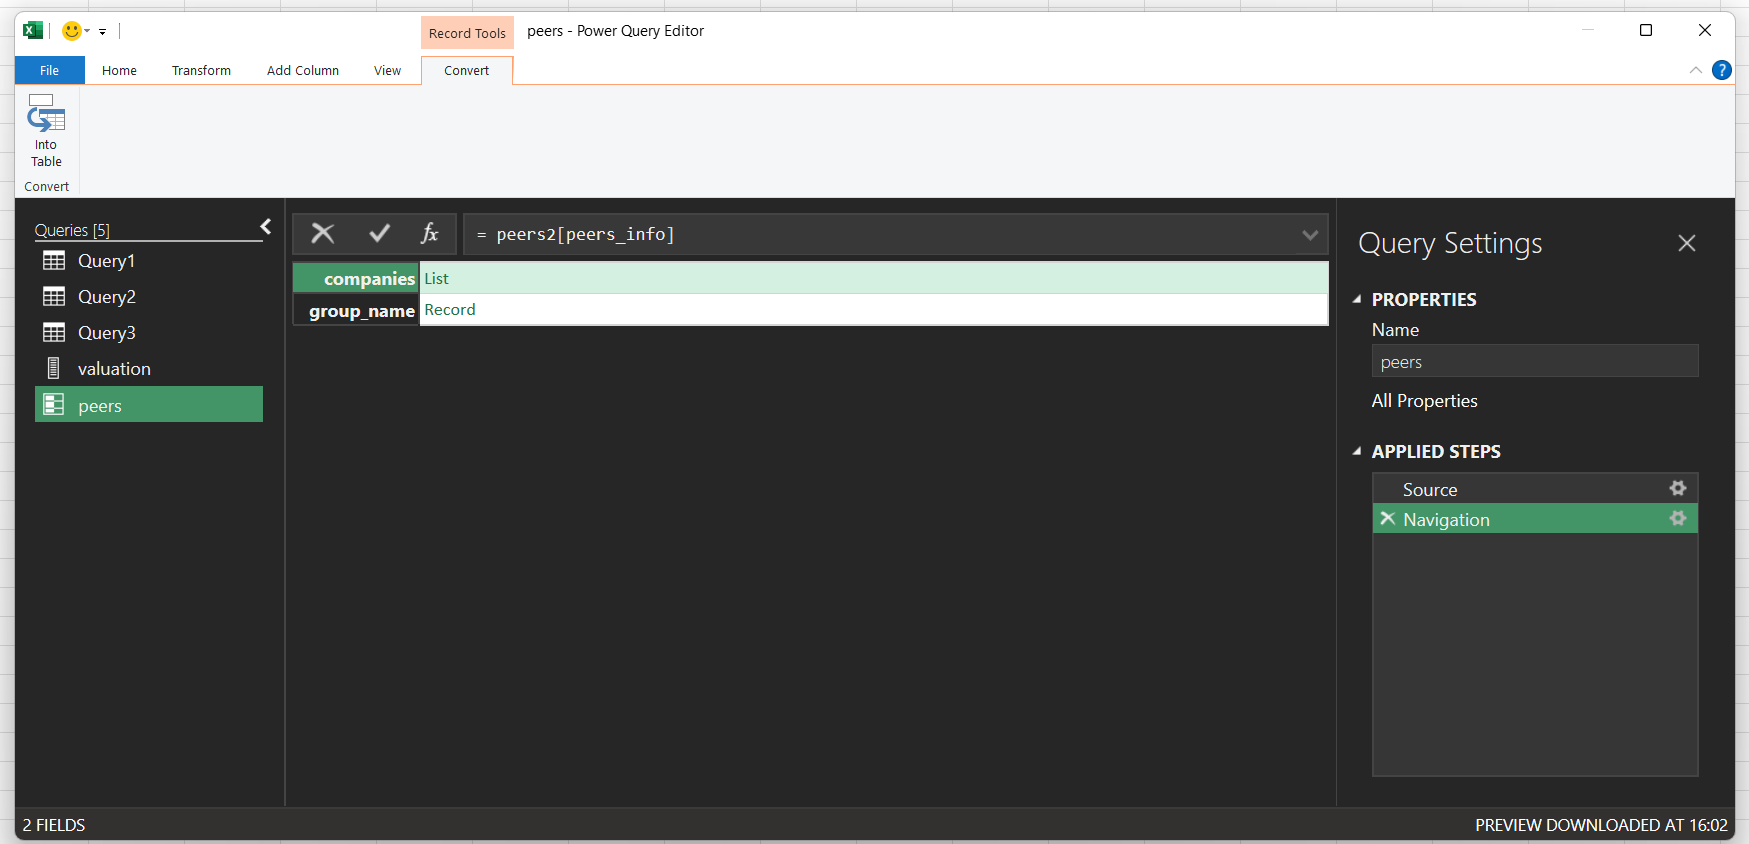 Record Tools
peers - Power Query Editor
File
Home
Transform
Add Column
View
Convert
?
Into
Table
Convert
Queries [5]
Query1
Query2
Query3
valuation
peers
fx
= peers2[peers_info]
companies List
group_name Record
Query Settings
PROPERTIES
Name
peers
All Properties
APPLIED STEPS
Source
Navigation
2 FIELDS
PREVIEW DOWNLOADED AT 16:02